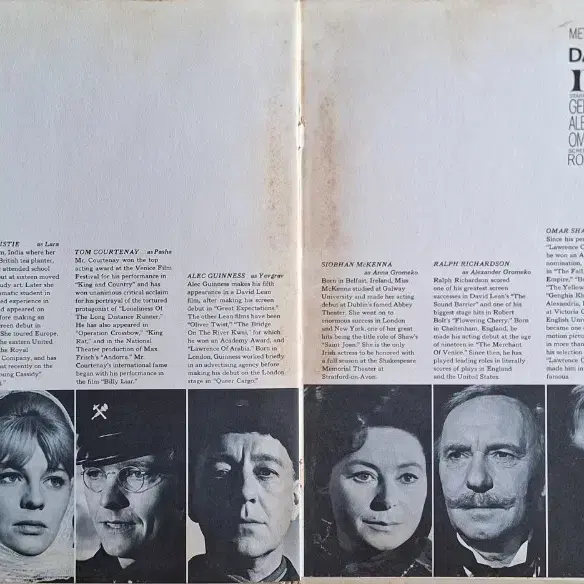 ISTIE as Lara
n, India where her
British tea planter,
attended school
ut at sixteen moved
udy art. Later she
matic student in
ed experience in
d appeared on
efore making an
reen debut in
She toured Europe,
e eastern United
the Royal
Company, and has
st recently on the
ung Cassidy"
TOM COURTENAY as Pasha
Mr. Courtenay won the top
acting award at the Venice Film
Festival for his performance in
"King and Country" and has
won unanimous critical acclaim
for his portrayal of the tortured
protagonist of "Loneliness Of
The Long Distance Runner."
He has also appeared in
"Operation Crossbow," "King
Rat," and in the National
Theatre production of Max
Frisch's "Andorra." Mr.
Courtenay's international fame
began with his performance in
the film "Billy Liar."
ALEC GUINNESS as Yevgraf
Alec Guinness makes his fifth
appearance in a David Lean
film, after making his screen
debut in "Great Expectations."
The other Lean films have been
"Oliver Twist," "The Bridge
On The River Kwai," for which
he won an Academy Award, and
"Lawrence Of Arabia." Born in
London, Guinness worked briefly
in an advertising agency before
making his debut on the London
stage in "Queer Cargo."
SIOBHAN McKENNA
as Anna Gromeko
Born in Belfast, Ireland, Miss
McKenna studied at Galway
University and made her acting
debut at Dublin's famed Abbey
Theatre. She went on to
enormous success in London
and New York, one of her great
hits being the title role of Shaw's
"Saint Joan." She is the only
Irish actress to be honored with
a full season at the Shakespeare
Memorial Theater at
Stratford-on-Avon.
RALPH RICHARDSON
as Alexander Gromeko
Ralph Richardson scored
one of his greatest screen
successes in David Lean's "The
Sound Barrier" and one of his
biggest stage hits in Robert
Bolt's "Flowering Cherry." Born
in Cheltenham, England, he
made his acting debut at the age
of nineteen in "The Merchant
Of Venice." Since then, he has
played leading roles in literally
scores of plays in England
and the United States.
ME
DA
GE
ALE
OM
RO
OMAR SHA
Since his pe
"Lawrence O
he won an A
nomination,
in "The Fall
Empire," "B
"The Yellow
"Genghis Kh
Alexandria, E
at Victoria C
English Univ
became one o
motion pictu
in more than
his selection
"Lawrence O
made him in
famous